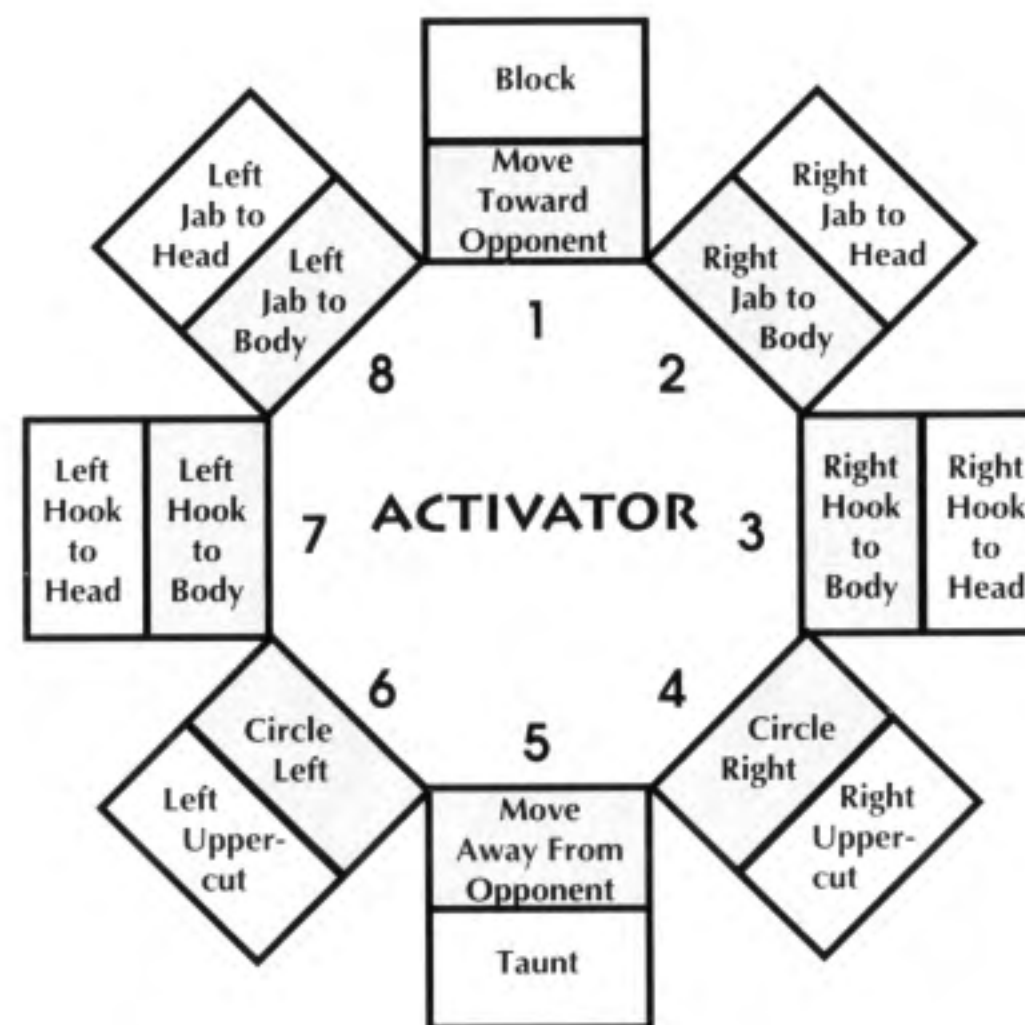 Block
Move
Toward
Opponent
1
Right
Jab to
Head
Right
Jab to
Body
2
Right
Hook
to
Body
Right
Hook
to
Head
3
Circle
Right
Right
Upper-
cut
4
Move
Away From
Opponent
Taunt
5
Circle
Left
Left
Upper-
cut
6
Left
Hook
to
Head
Left
Hook
to
Body
7
Left
Jab to
Head
Left
Jab to
Body
8
ACTIVATOR